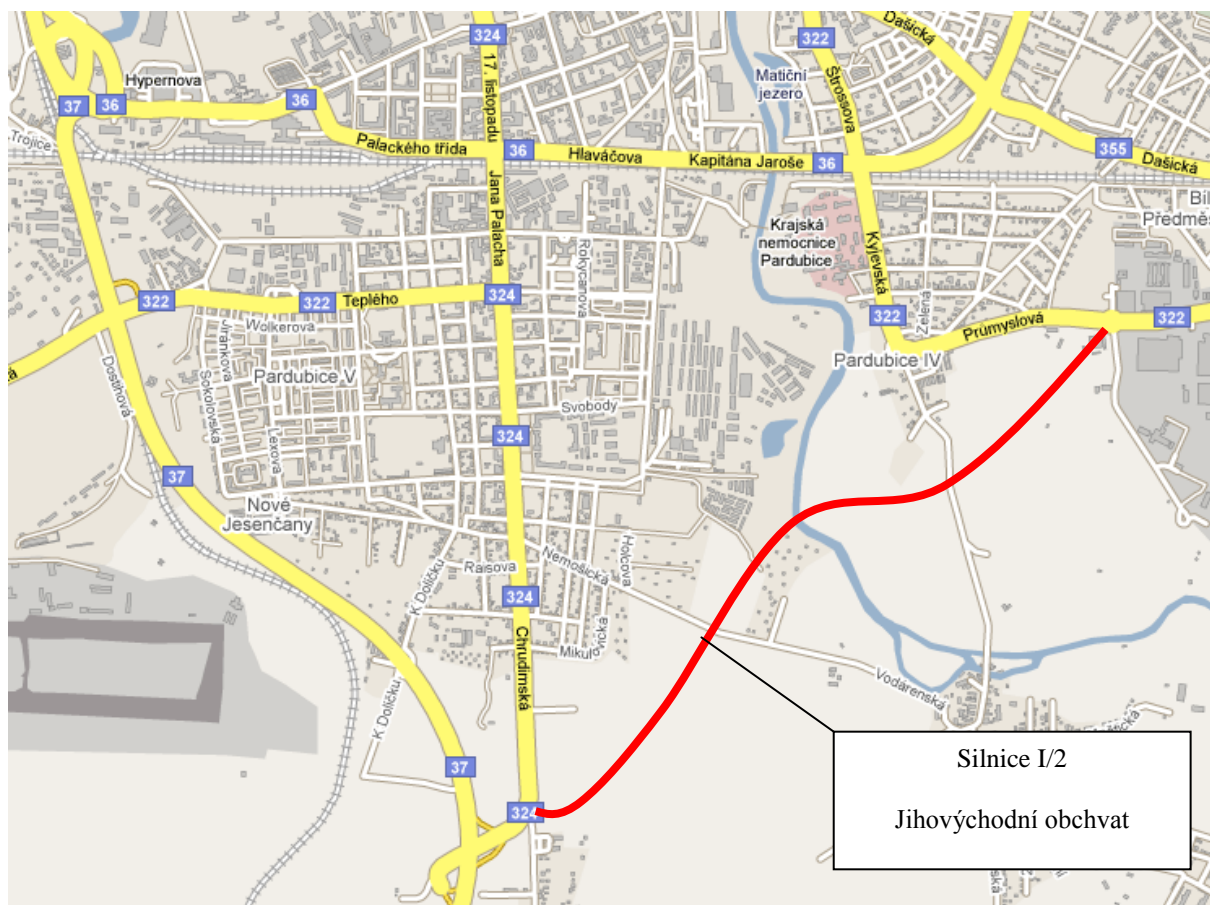 324
322
Dašická
17. listopadu
Štrossova
Hypernova
Matiční
jezero
37
36
36
Trojice
Palackého třída
36
Hlaváčova
Kapitána Jaroše
36
355
Dašická
Jana Palacha
Rokycanova
Krajská
nemocnice
Pardubice
Kyjevská
Bíl
Předměs
322
322
Teplého
324
322
Zelená
Průmyslová
322
Wolkerova
Jiránkova
Pardubice V
Pardubice IV
Dostihová
Sokolovská
Lexova
Svobody
324
37
Nové
Jesenčany
Nemošická
Holcova
Raisova
K Dolíčku
324
Mikulovická
Chrudimská
Vodárenská
K Dolíčku
37
324
Silnice I/2
Jihovýchodní obchvat